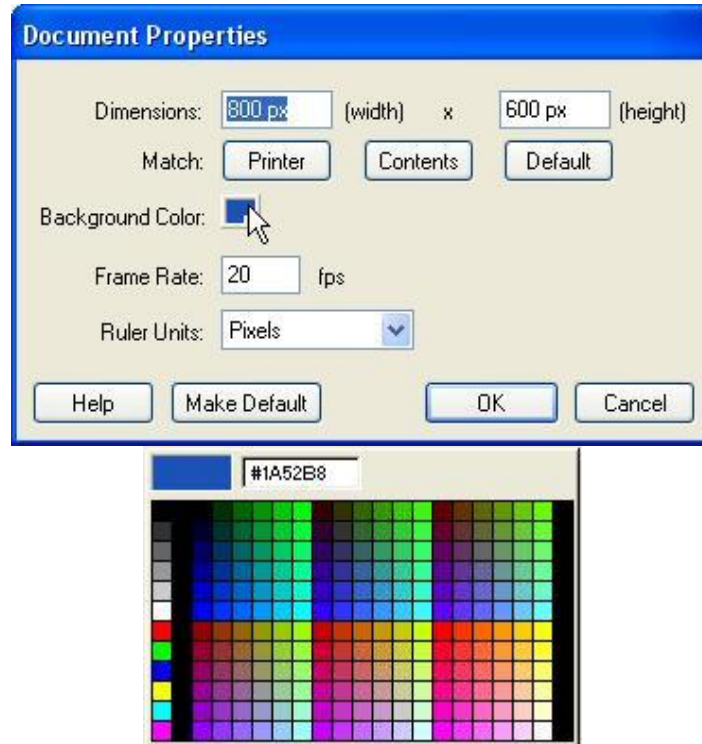 Document Properties
Dimensions: 800 px (width) x 600 px (height)
Match: Printer Contents Default
Background Color:
Frame Rate: 20 fps
Ruler Units: Pixels
Help Make Default OK Cancel
#1A52B8